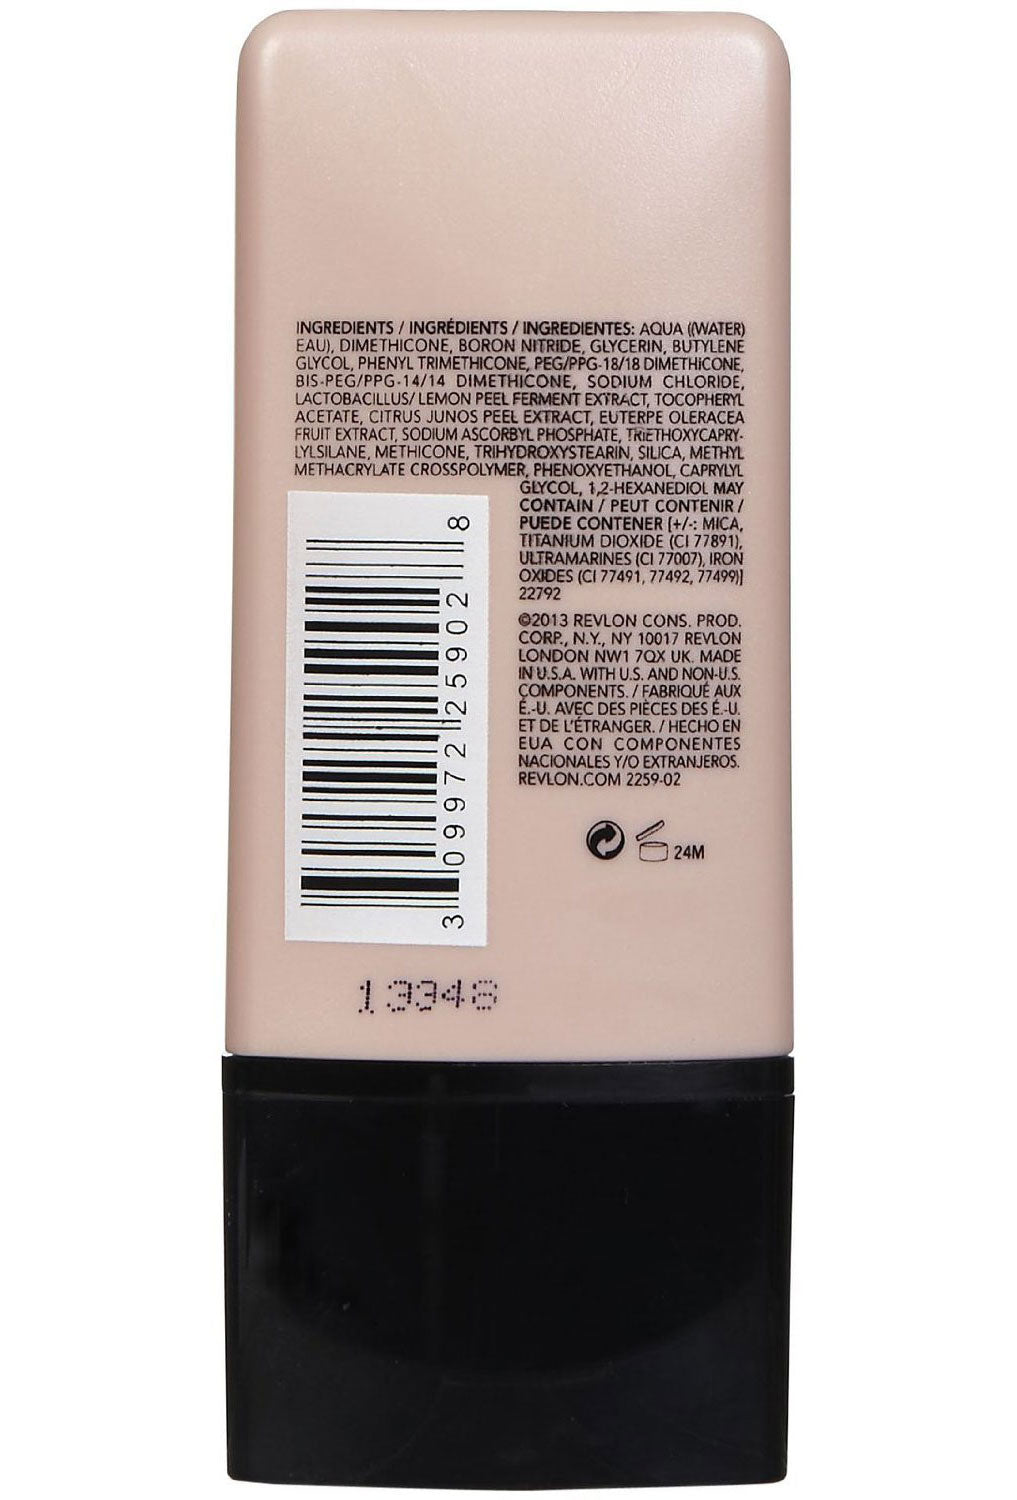 INGREDIENTS / INGRÉDIENTS / INGREDIENTES: AQUA ((WATER)
EAU), DIMETHICONE, BORON NITRIDE, GLYCERIN, BUTYLENE
GLYCOL, PHENYL TRIMETHICONE, PEG/PPG-18/18 DIMETHICONE,
BIS-PEG/PPG-14/14 DIMETHICONE, SODIUM CHLORIDE,
LACTOBACILLUS/ LEMON PEEL FERMENT EXTRACT, TOCOPHERYL
ACETATE, CITRUS JUNOS PEEL EXTRACT, EUTERPE OLERACEA
FRUIT EXTRACT, SODIUM ASCORBYL PHOSPHATE, TRIETHOXYCAPRY-
LYLSILANE, METHICONE, TRIHYDROXYSTEARIN, SILICA, METHYL
METHACRYLATE CROSSPOLYMER, PHENOXYETHANOL, CAPRYLYL
GLYCOL, 1,2-HEXANEDIOL MAY
CONTAIN / PEUT CONTENIR /
PUEDE CONTENER [+/-: MICA,
TITANIUM DIOXIDE (CI 77891),
ULTRAMARINES (CI 77007), IRON
OXIDES (CI 77491, 77492, 77499)]
22792
©2013 REVLON CONS. PROD.
CORP., N.Y., NY 10017 REVLON
LONDON NW1 7QX UK. MADE
IN U.S.A. WITH U.S. AND NON-U.S.
COMPONENTS. / FABRIQUÉ AUX
É.-U. AVEC DES PIÈCES DES É.-U.
ET DE L'ÉTRANGER. / HECHO EN
EUA CON COMPONENTES
NACIONALES Y/O EXTRANJEROS.
REVLON.COM 2259-02
24M
3 09972 25902 8
13348